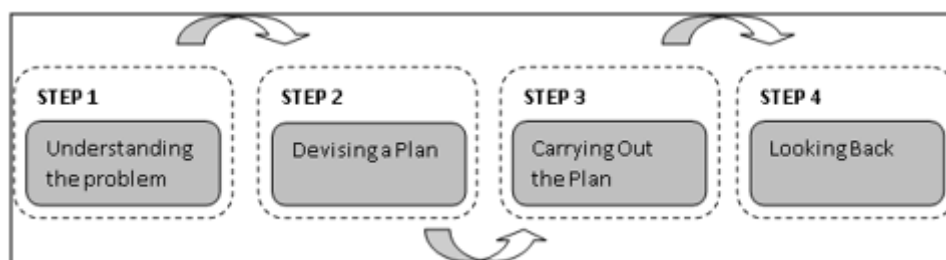 STEP 1
Understanding
the problem
STEP 2
Devising a Plan
STEP 3
Carrying Out
the Plan
STEP 4
Looking Back